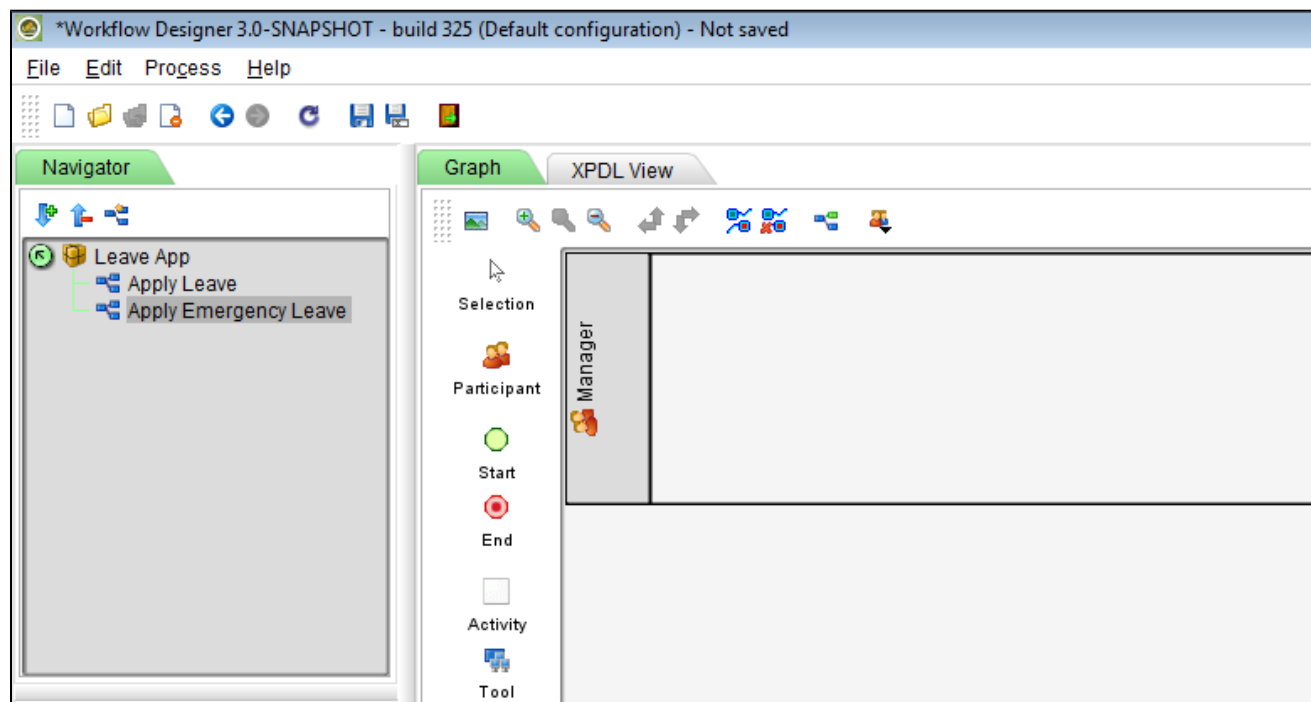 *Workflow Designer 3.0-SNAPSHOT - build 325 (Default configuration) - Not saved
File Edit Process Help
Navigator
Graph
XPDL View
Leave App
Apply Leave
Apply Emergency Leave
Selection
Participant
Start
End
Activity
Tool
Manager